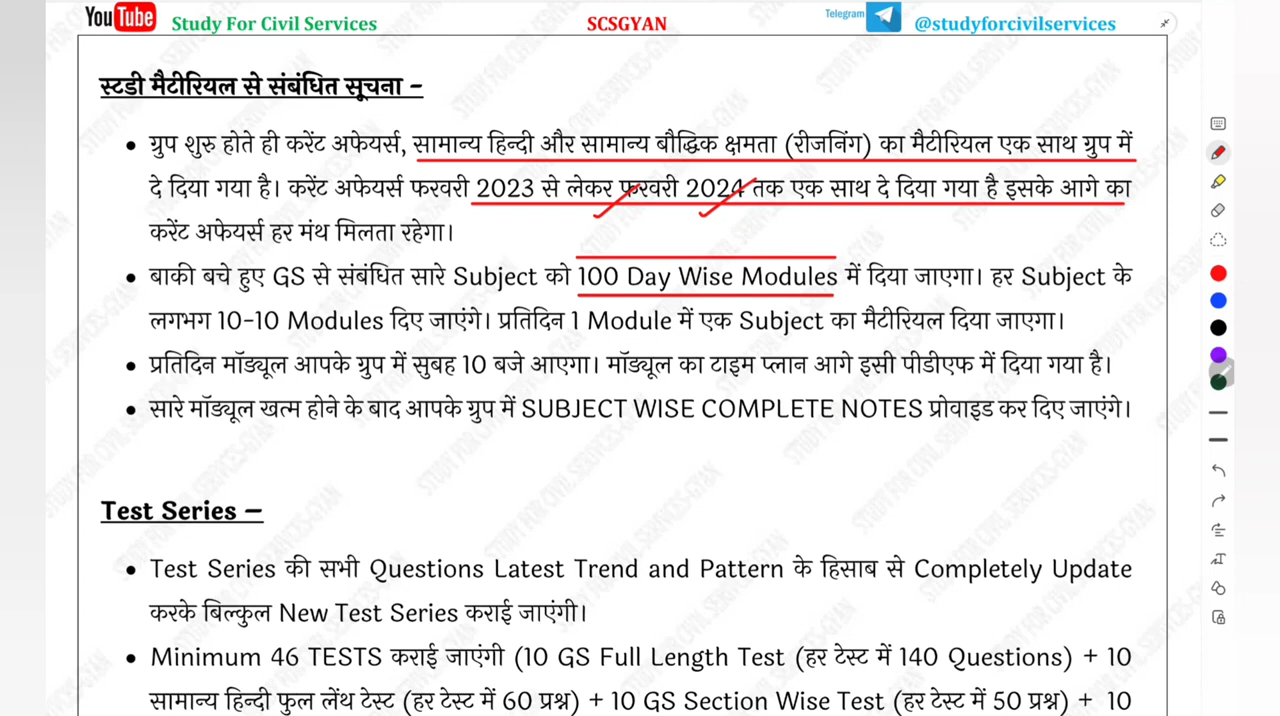 YouTube Study For Civil Services SCSGYAN Telegram @studyforcivilservices
स्टडी मैटीरियल से संबंधित सूचना –
• ग्रुप शुरु होते ही करेंट अफेयर्स, सामान्य हिन्दी और सामान्य बौद्धिक क्षमता (रीजनिंग) का मैटीरियल एक साथ ग्रुप में
दे दिया गया है। करेंट अफेयर्स फरवरी 2023 से लेकर फरवरी 2024 तक एक साथ दे दिया गया है इसके आगे का
करेंट अफेयर्स हर मंथ मिलता रहेगा।
• बाकी बचे हुए GS से संबंधित सारे Subject को 100 Day Wise Modules में दिया जाएगा। हर Subject के
लगभग 10-10 Modules दिए जाएंगे। प्रतिदिन 1 Module में एक Subject का मैटीरियल दिया जाएगा।
• प्रतिदिन मॉड्यूल आपके ग्रुप में सुबह 10 बजे आएगा। मॉड्यूल का टाइम प्लान आगे इसी पीडीएफ में दिया गया है।
• सारे मॉड्यूल खत्म होने के बाद आपके ग्रुप में SUBJECT WISE COMPLETE NOTES प्रोवाइड कर दिए जाएंगे।
Test Series –
• Test Series की सभी Questions Latest Trend and Pattern के हिसाब से Completely Update
करके बिल्कुल New Test Series कराई जाएंगी।
• Minimum 46 TESTS कराई जाएंगी (10 GS Full Length Test (हर टेस्ट में 140 Questions) + 10
सामान्य हिन्दी फुल लेंथ टेस्ट (हर टेस्ट में 60 प्रश्न) + 10 GS Section Wise Test (हर टेस्ट में 50 प्रश्न) + 10